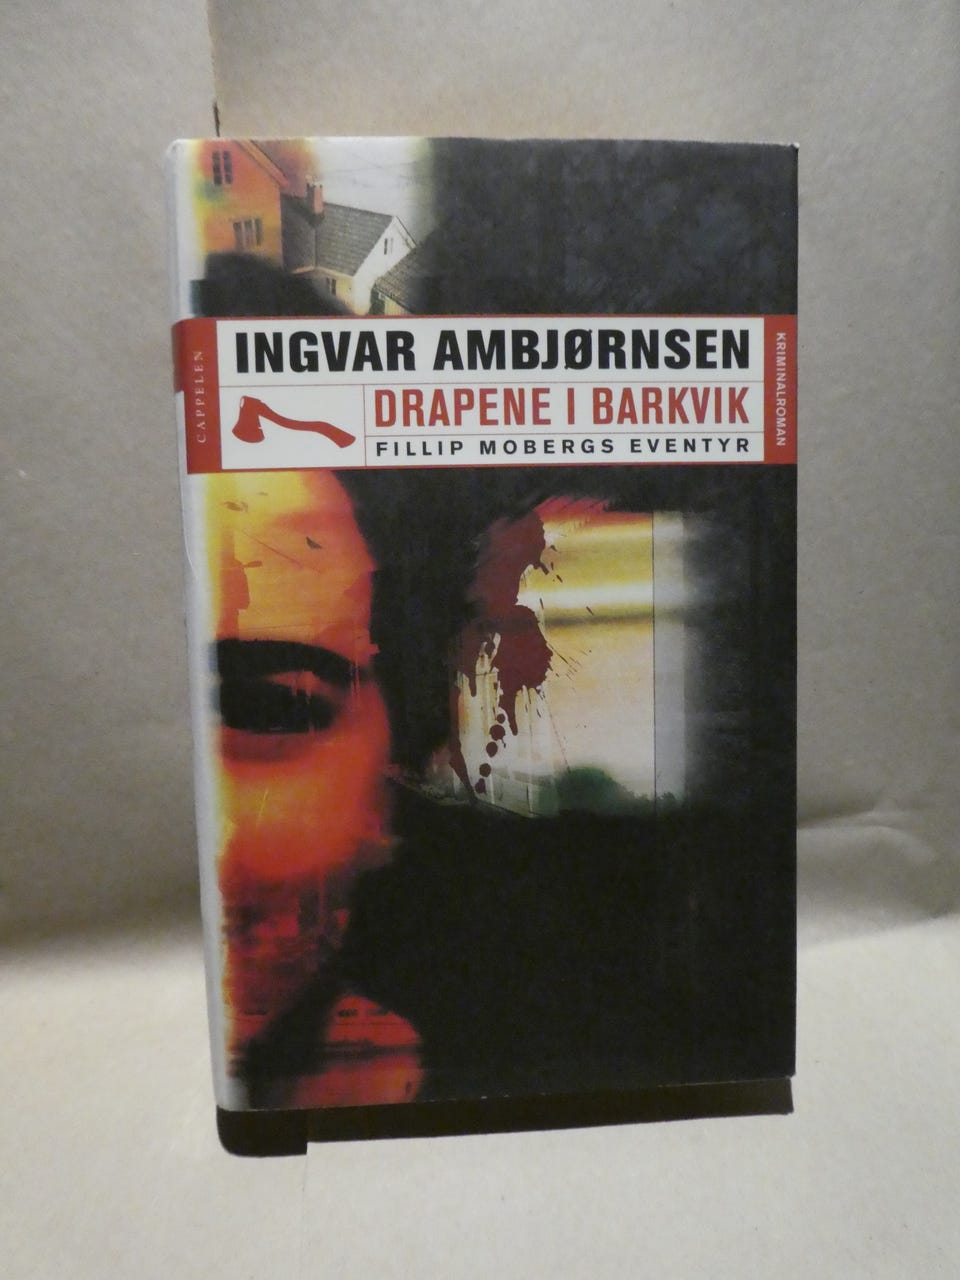 INGVAR AMBJØRNSEN
DRAPENE I BARKVIK
FILLIP MOBERGS EVENTYR
CAPPELEN
KRIMINALROMAN